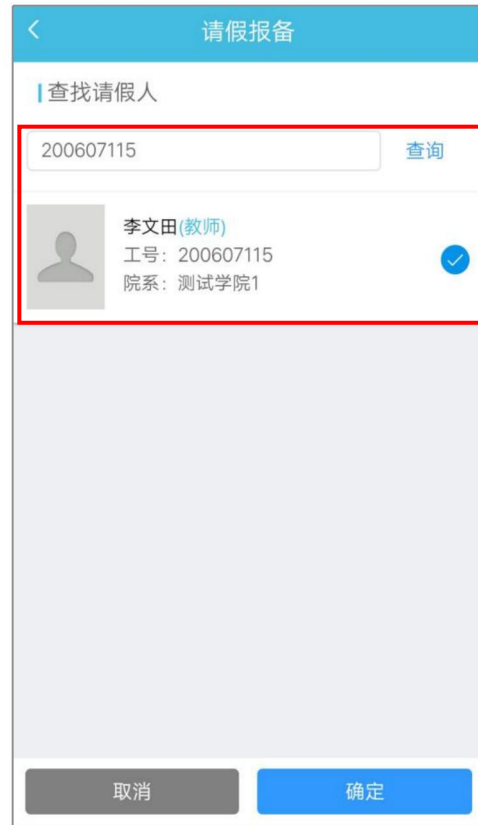 请假报备
查找请假人
200607115 查询
李文田(教师)
工号：200607115
院系：测试学院1
取消 确定